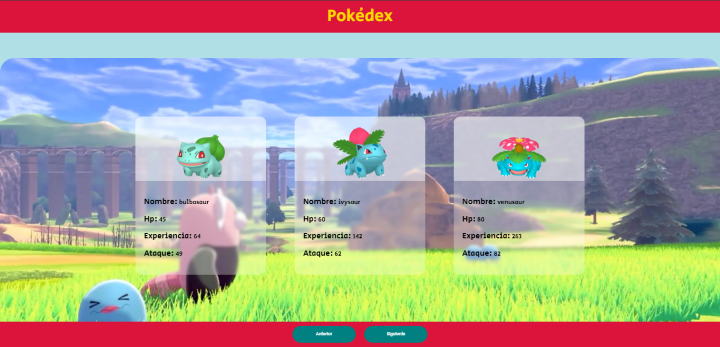 Pokédex
Nombre: bulbasaur
Hp: 45
Experiencia: 64
Ataque: 49
Nombre: ivysaur
Hp: 60
Experiencia: 142
Ataque: 62
Nombre: venusaur
Hp: 80
Experiencia: 263
Ataque: 82
Anterior
Siguiente